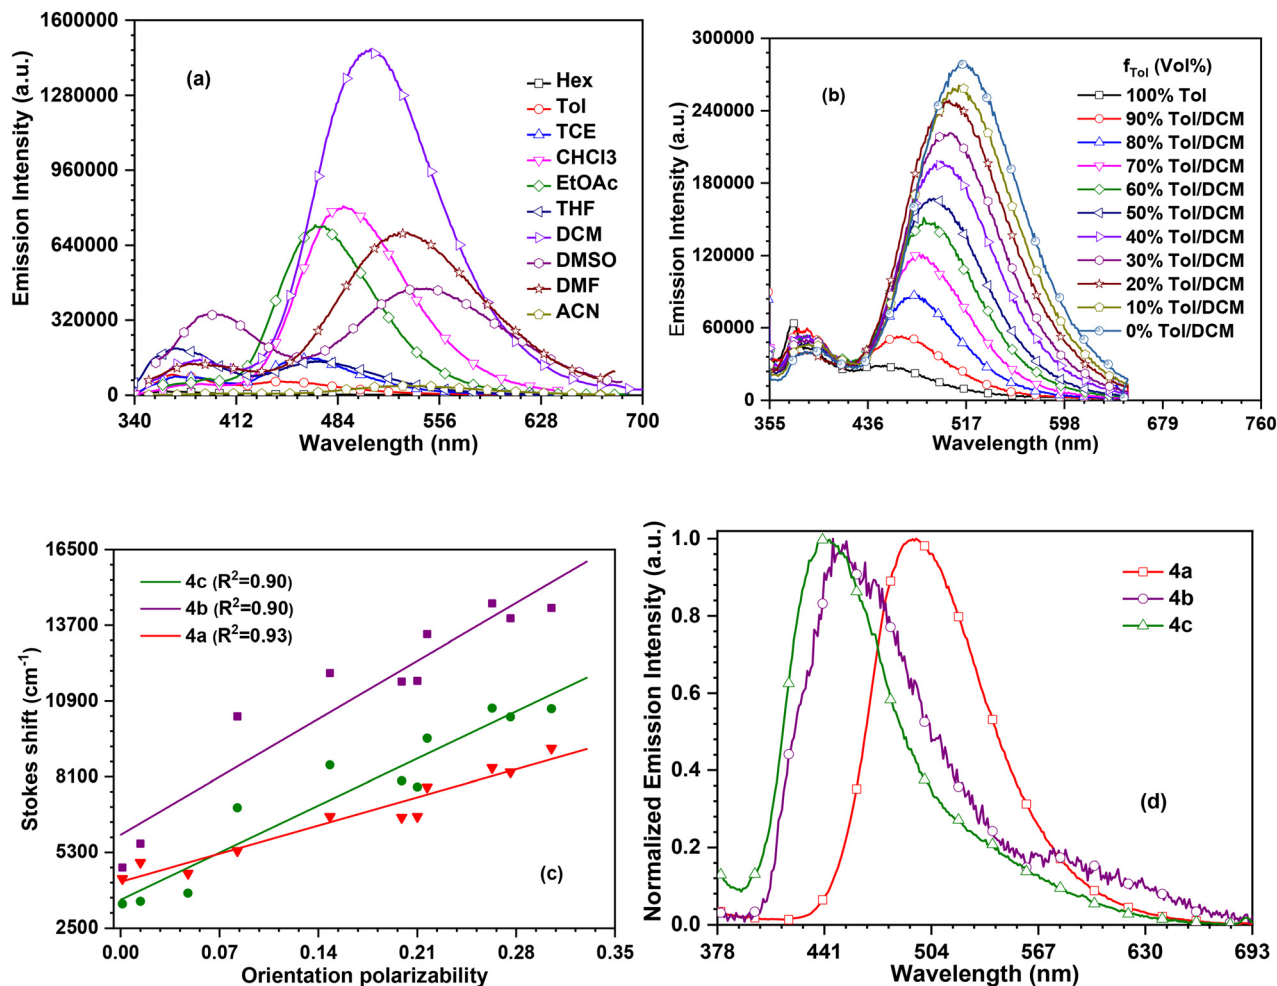 (a)
Emission Intensity (a.u.)
1600000
1280000
960000
640000
320000
0
340 412 484 556 628 700
Wavelength (nm)
Hex
Tol
TCE
CHCl3
EtOAc
THF
DCM
DMSO
DMF
ACN
(b)
Emission Intensity (a.u.)
300000
240000
180000
120000
60000
0
355 436 517 598 679 760
Wavelength (nm)
fTol (Vol%)
100% Tol
90% Tol/DCM
80% Tol/DCM
70% Tol/DCM
60% Tol/DCM
50% Tol/DCM
40% Tol/DCM
30% Tol/DCM
20% Tol/DCM
10% Tol/DCM
0% Tol/DCM
Stokes shift (cm⁻¹)
16500
13700
10900
8100
5300
2500
0.00 0.07 0.14 0.21 0.28 0.35
Orientation polarizability
4c (R²=0.90)
4b (R²=0.90)
4a (R²=0.93)
(c)
Normalized Emission Intensity (a.u.)
1.0
0.8
0.6
0.4
0.2
0.0
378 441 504 567 630 693
Wavelength (nm)
4a
4b
4c
(d)